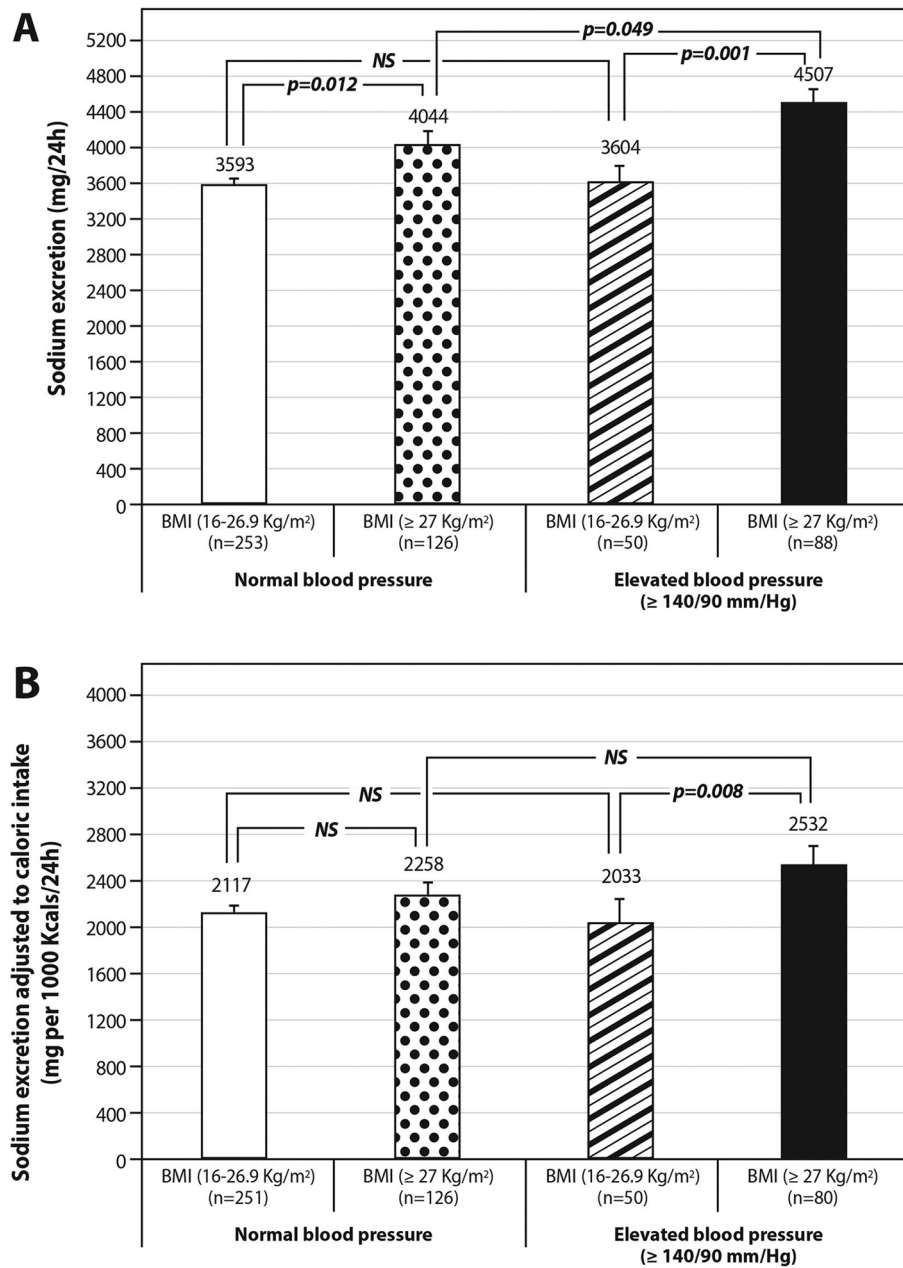 A
p=0.049
NS
p=0.001
p=0.012
4507
4044
3604
3593
Sodium excretion (mg/24h)
5200
4800
4400
4000
3600
3200
2800
2400
2000
1600
1200
800
400
0
BMI (16-26.9 Kg/m²)
(n=253)
BMI (≥ 27 Kg/m²)
(n=126)
BMI (16-26.9 Kg/m²)
(n=50)
BMI (≥ 27 Kg/m²)
(n=88)
Normal blood pressure
Elevated blood pressure
(≥ 140/90 mm/Hg)
B
NS
NS
p=0.008
NS
2532
2258
2117
2033
Sodium excretion adjusted to caloric intake
(mg per 1000 Kcals/24h)
4000
3600
3200
2800
2400
2000
1600
1200
800
400
0
BMI (16-26.9 Kg/m²)
(n=251)
BMI (≥ 27 Kg/m²)
(n=126)
BMI (16-26.9 Kg/m²)
(n=50)
BMI (≥ 27 Kg/m²)
(n=80)
Normal blood pressure
Elevated blood pressure
(≥ 140/90 mm/Hg)